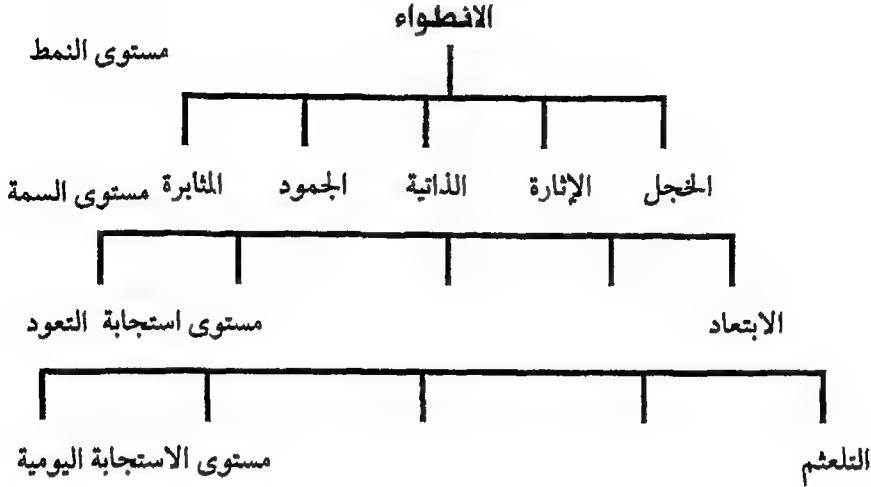 الانطواء
مستوى النمط
الخجل الإثارة الذاتية الجمود المثابرة مستوى السمة
الابتعاد مستوى استجابة التعود
التلعثم مستوى الاستجابة اليومية